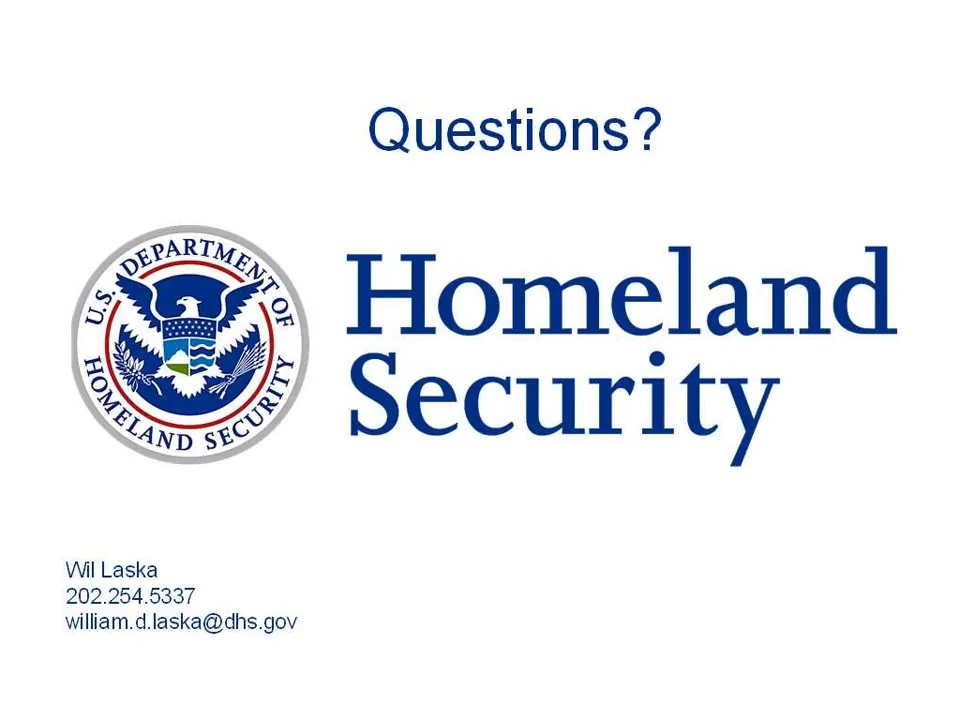 Questions?
U.S. DEPARTMENT OF
HOMELAND SECURITY
Homeland
Security
Wil Laska
202.254.5337
william.d.laska@dhs.gov